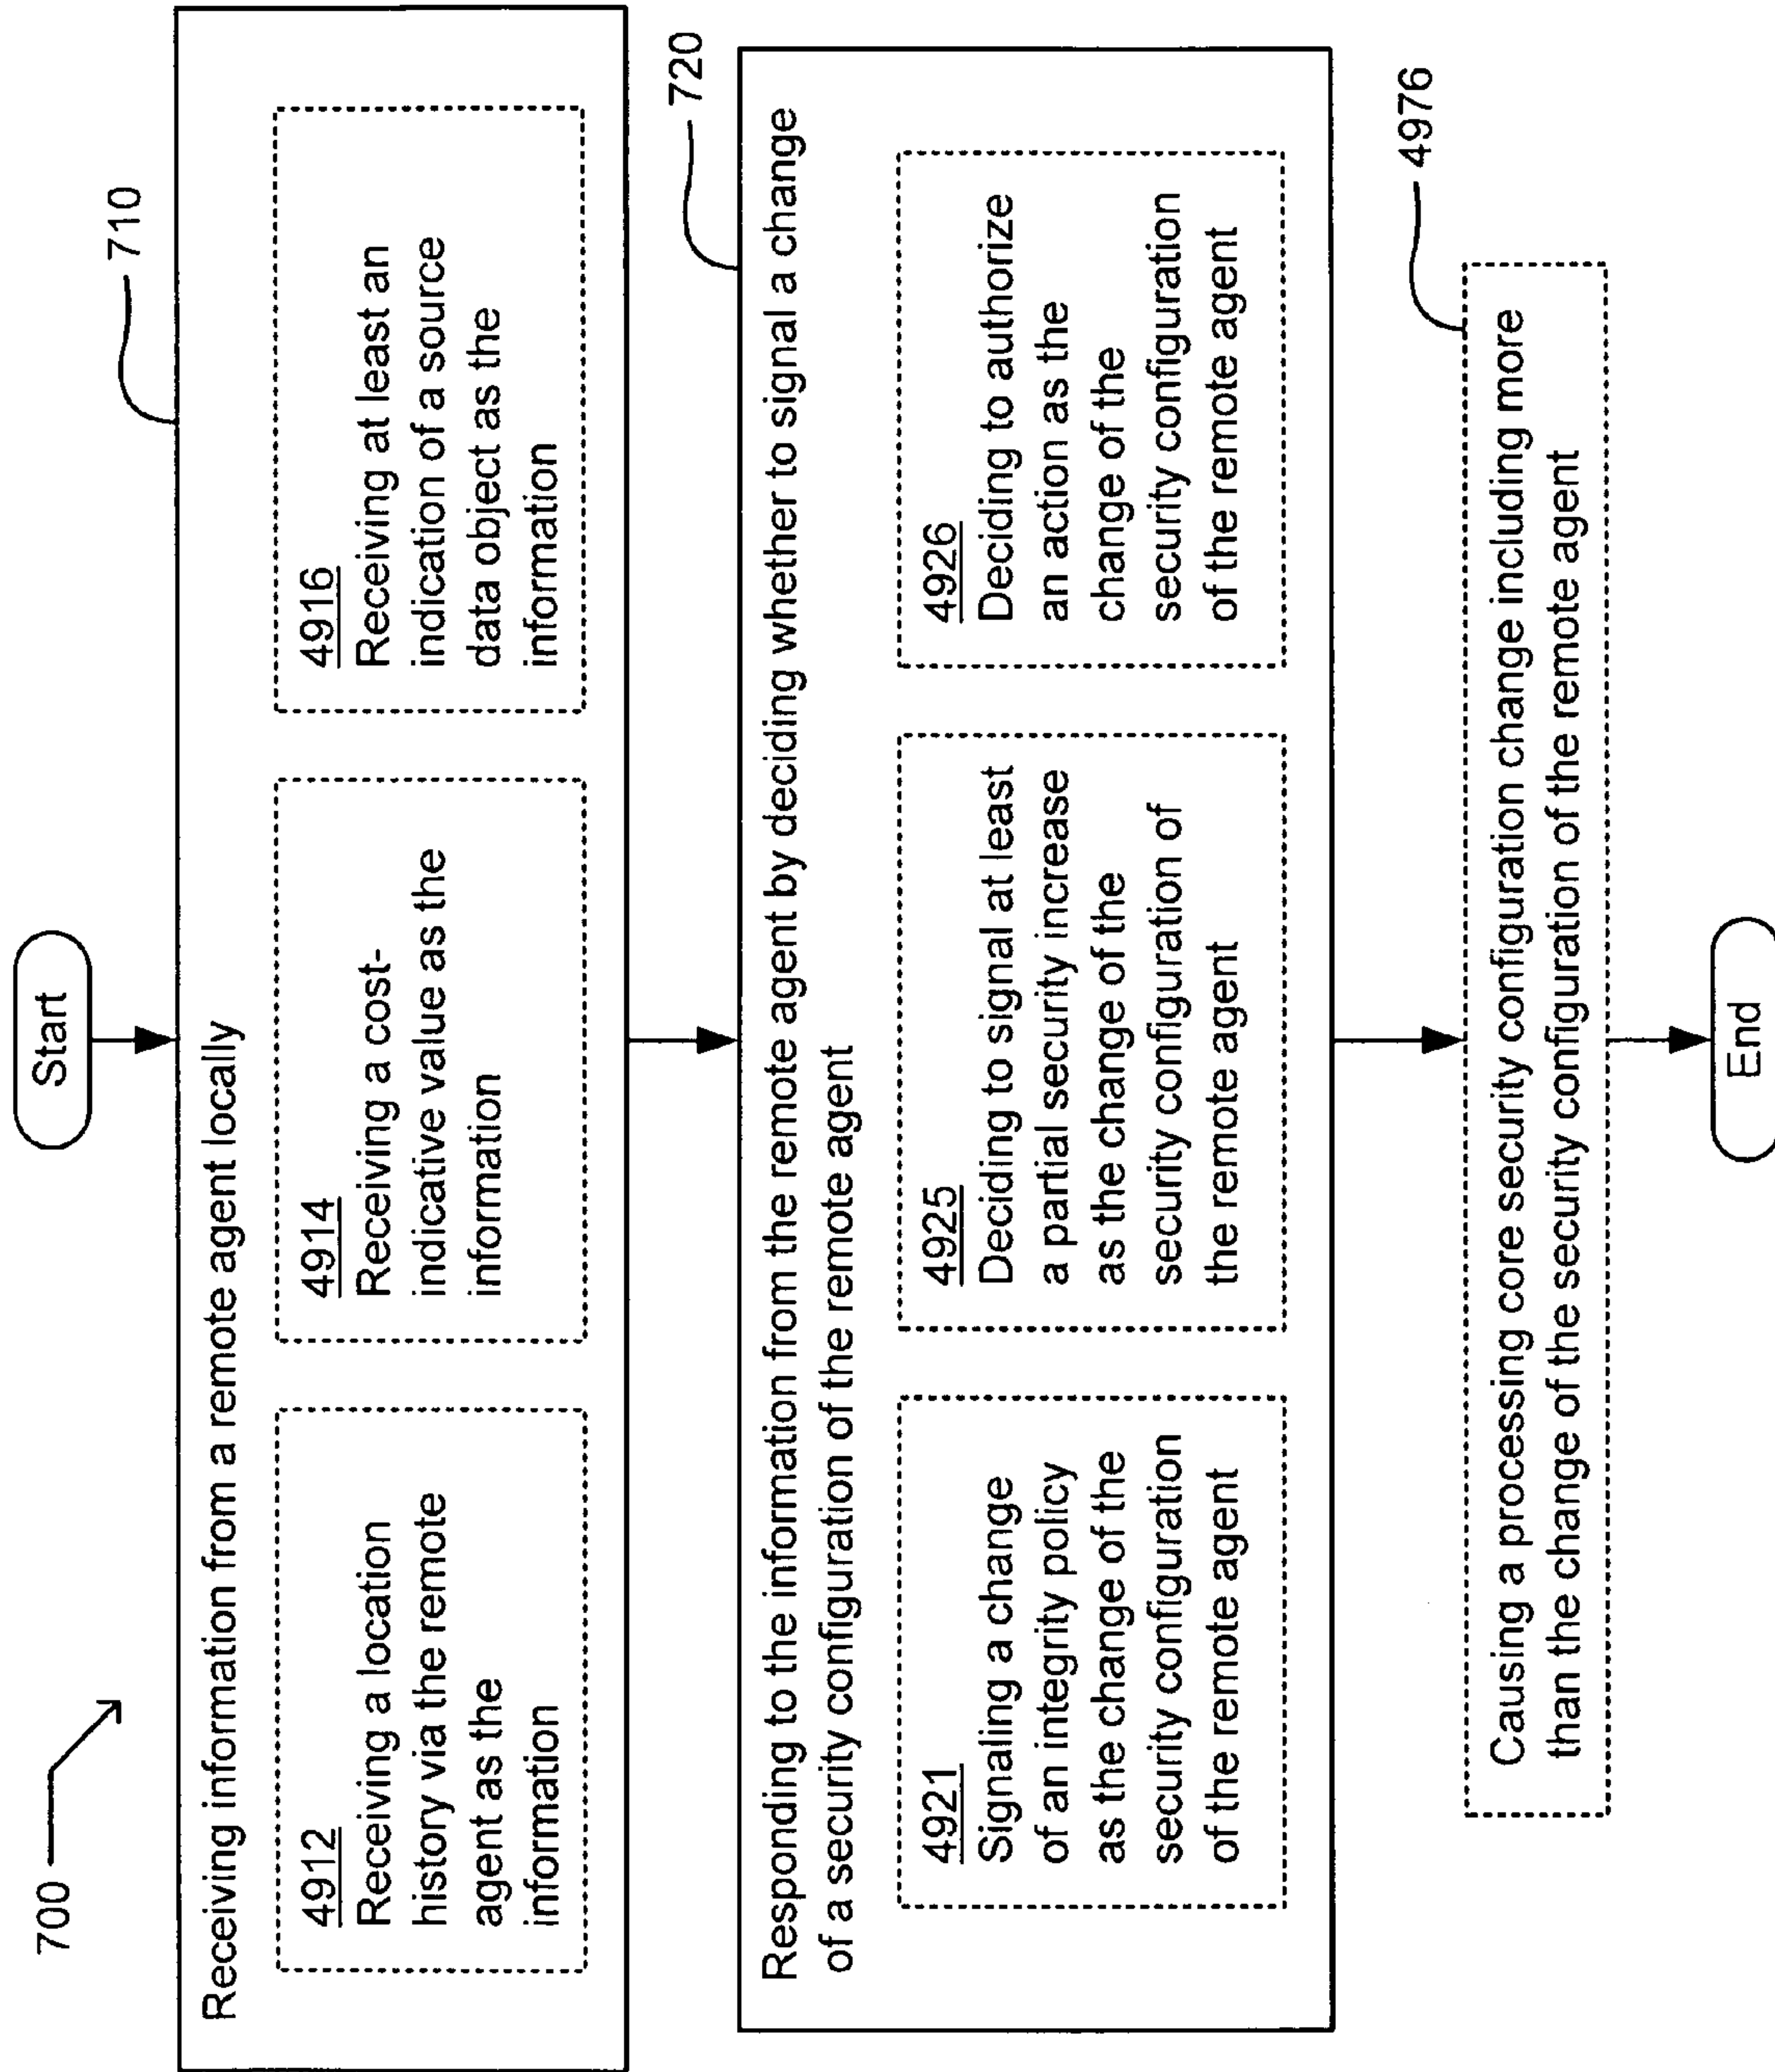 700
Start
710
Receiving information from a remote agent locally
4912
Receiving a location
history via the remote
agent as the
information
4914
Receiving a cost-
indicative value as the
information
4916
Receiving at least an
indication of a source
data object as the
information
720
Responding to the information from the remote agent by deciding whether to signal a change
of a security configuration of the remote agent
4921
Signaling a change
of an integrity policy
as the change of the
security configuration
of the remote agent
4925
Deciding to signal at least
a partial security increase
as the change of the
security configuration of
the remote agent
4926
Deciding to authorize
an action as the
change of the
security configuration
of the remote agent
4976
Causing a processing core security configuration change including more
than the change of the security configuration of the remote agent
End